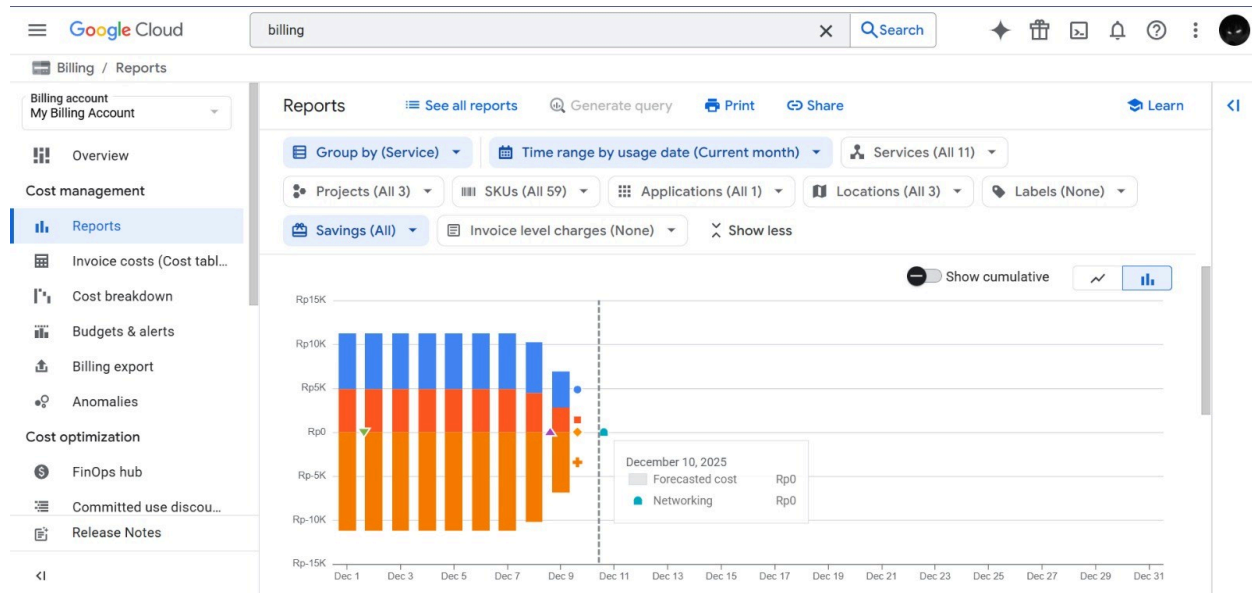 Google Cloud
billing
Search
Billing / Reports
Billing account
My Billing Account
Overview
Cost management
Reports
Invoice costs (Cost tabl...
Cost breakdown
Budgets & alerts
Billing export
Anomalies
Cost optimization
FinOps hub
Committed use discou...
Release Notes
Reports
See all reports
Generate query
Print
Share
Learn
Group by (Service)
Time range by usage date (Current month)
Services (All 11)
Projects (All 3)
SKUs (All 59)
Applications (All 1)
Locations (All 3)
Labels (None)
Savings (All)
Invoice level charges (None)
Show less
Show cumulative
Rp15K
Rp10K
Rp5K
Rp0
Rp-5K
Rp-10K
Rp-15K
December 10, 2025
Forecasted cost Rp0
Networking Rp0
Dec 1 Dec 3 Dec 5 Dec 7 Dec 9 Dec 11 Dec 13 Dec 15 Dec 17 Dec 19 Dec 21 Dec 23 Dec 25 Dec 27 Dec 29 Dec 31